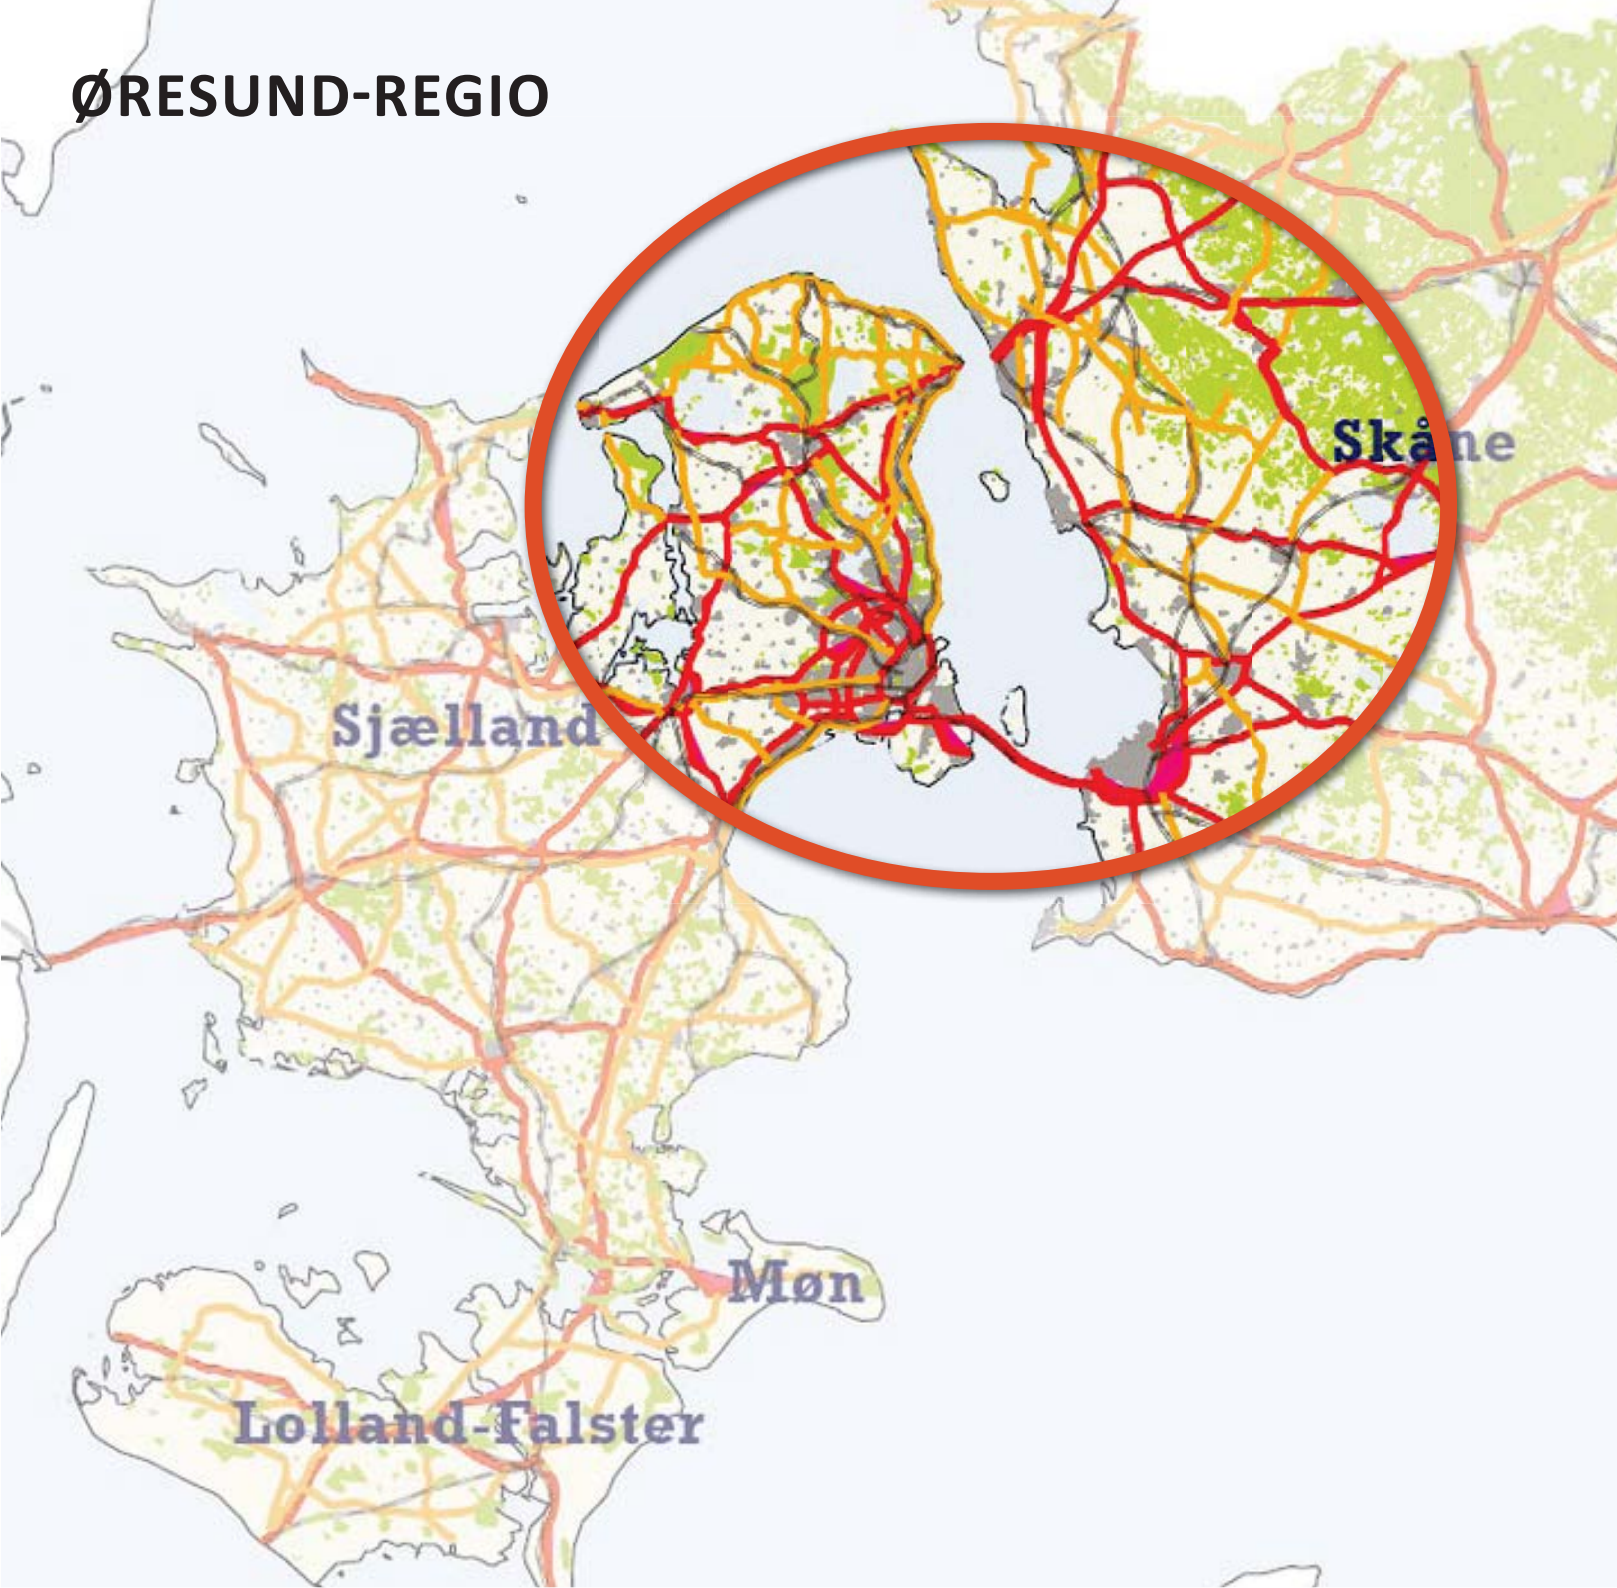 ØRESUND-REGIO
Skåne
Sjælland
Møn
Lolland-Falster